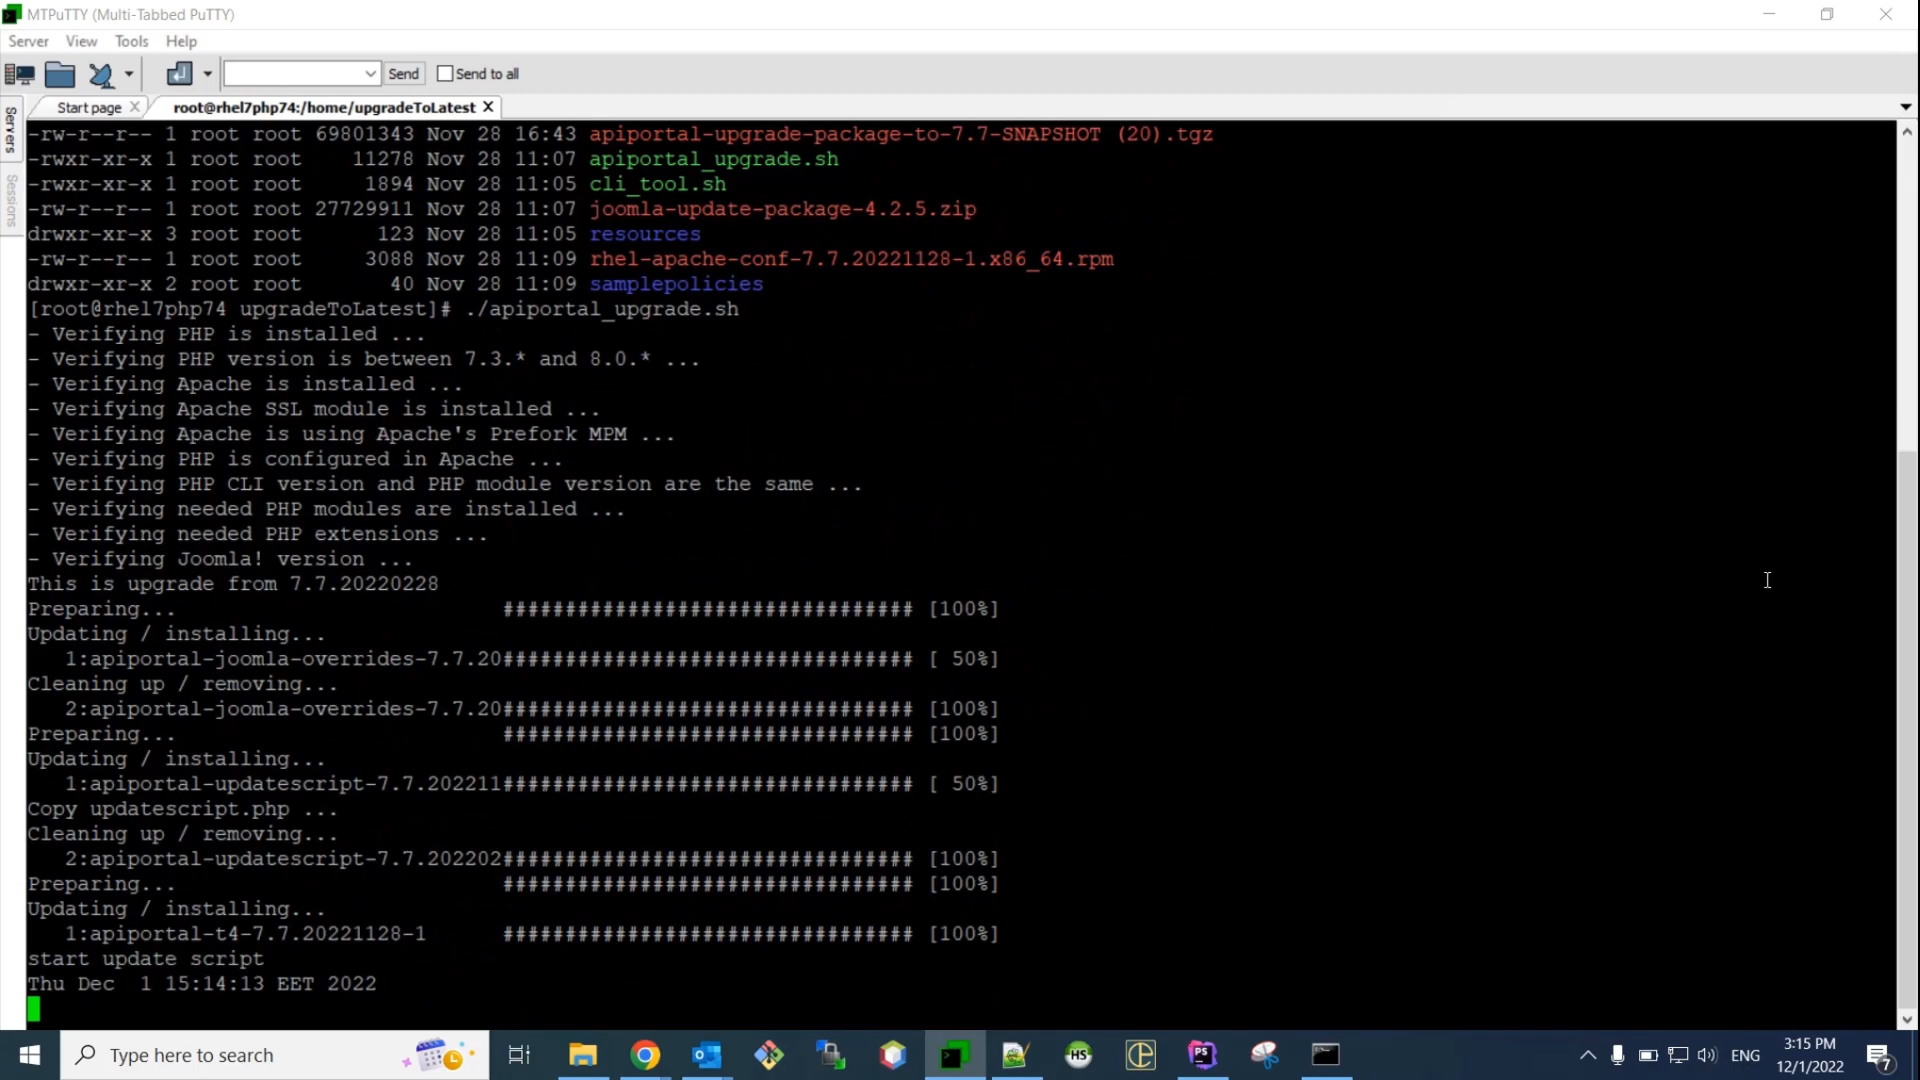 MTPuTTY (Multi-Tabbed PuTTY)
Server View Tools Help
Send Send to all
Servers
Sessions
Start page root@rhel7php74:/home/upgradeToLatest
-rw-r--r-- 1 root root 69801343 Nov 28 16:43 apiportal-upgrade-package-to-7.7-SNAPSHOT (20).tgz
-rwxr-xr-x 1 root root    11278 Nov 28 11:07 apiportal_upgrade.sh
-rwxr-xr-x 1 root root     1894 Nov 28 11:05 cli_tool.sh
-rw-r--r-- 1 root root 27729911 Nov 28 11:07 joomla-update-package-4.2.5.zip
drwxr-xr-x 3 root root      123 Nov 28 11:05 resources
-rw-r--r-- 1 root root     3088 Nov 28 11:09 rhel-apache-conf-7.7.20221128-1.x86_64.rpm
drwxr-xr-x 2 root root       40 Nov 28 11:09 samplepolicies
[root@rhel7php74 upgradeToLatest]# ./apiportal_upgrade.sh
- Verifying PHP is installed ...
- Verifying PHP version is between 7.3.* and 8.0.* ...
- Verifying Apache is installed ...
- Verifying Apache SSL module is installed ...
- Verifying Apache is using Apache's Prefork MPM ...
- Verifying PHP is configured in Apache ...
- Verifying PHP CLI version and PHP module version are the same ...
- Verifying needed PHP modules are installed ...
- Verifying needed PHP extensions ...
- Verifying Joomla! version ...
This is upgrade from 7.7.20220228
Preparing...                          ################################# [100%]
Updating / installing...
   1:apiportal-joomla-overrides-7.7.20################################# [ 50%]
Cleaning up / removing...
   2:apiportal-joomla-overrides-7.7.20################################# [100%]
Preparing...                          ################################# [100%]
Updating / installing...
   1:apiportal-updatescript-7.7.202211################################# [ 50%]
Copy updatescript.php ...
Cleaning up / removing...
   2:apiportal-updatescript-7.7.202202################################# [100%]
Preparing...                          ################################# [100%]
Updating / installing...
   1:apiportal-t4-7.7.20221128-1      ################################# [100%]
start update script
Thu Dec  1 15:14:13 EET 2022
Type here to search
HS
PS
ENG
3:15 PM
12/1/2022
7